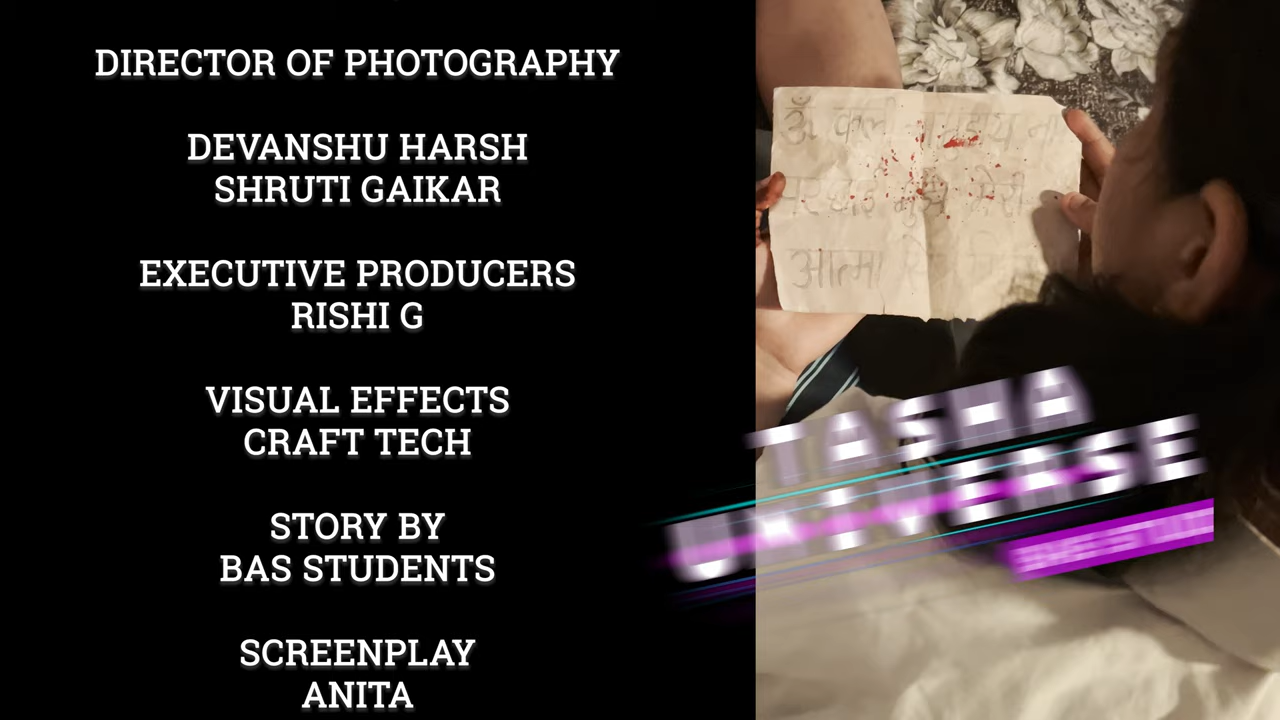 DIRECTOR OF PHOTOGRAPHY
DEVANSHU HARSH
SHRUTI GAIKAR
EXECUTIVE PRODUCERS
RISHI G
VISUAL EFFECTS
CRAFT TECH
STORY BY
BAS STUDENTS
SCREENPLAY
ANITA
ॐ
आत्मा
TASHA
UNIVERSE